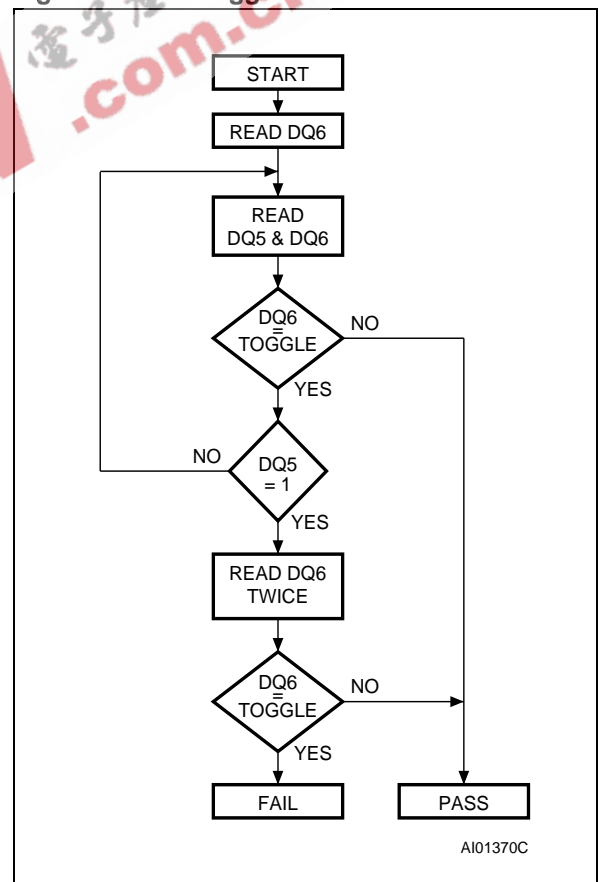 START
READ DQ6
READ
DQ5 & DQ6
DQ6
=
TOGGLE
NO
YES
NO
DQ5
= 1
YES
READ DQ6
TWICE
DQ6
=
TOGGLE
NO
YES
FAIL
PASS
AI01370C
.com.